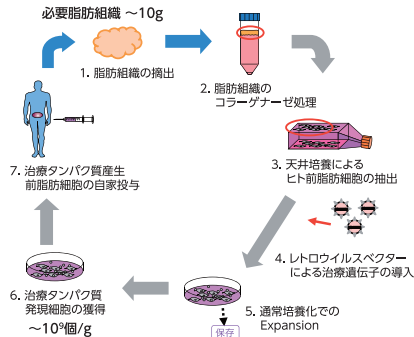 必要脂肪組織 ～10g
1. 脂肪組織の摘出
2. 脂肪組織の
コラーゲナーゼ処理
3. 天井培養による
ヒト前脂肪細胞の抽出
4. レトロウイルスベクター
による治療遺伝子の導入
5. 通常培養化での
Expansion
保存
6. 治療タンパク質
発現細胞の獲得
～10⁹個/g
7. 治療タンパク質産生
前脂肪細胞の自家投与